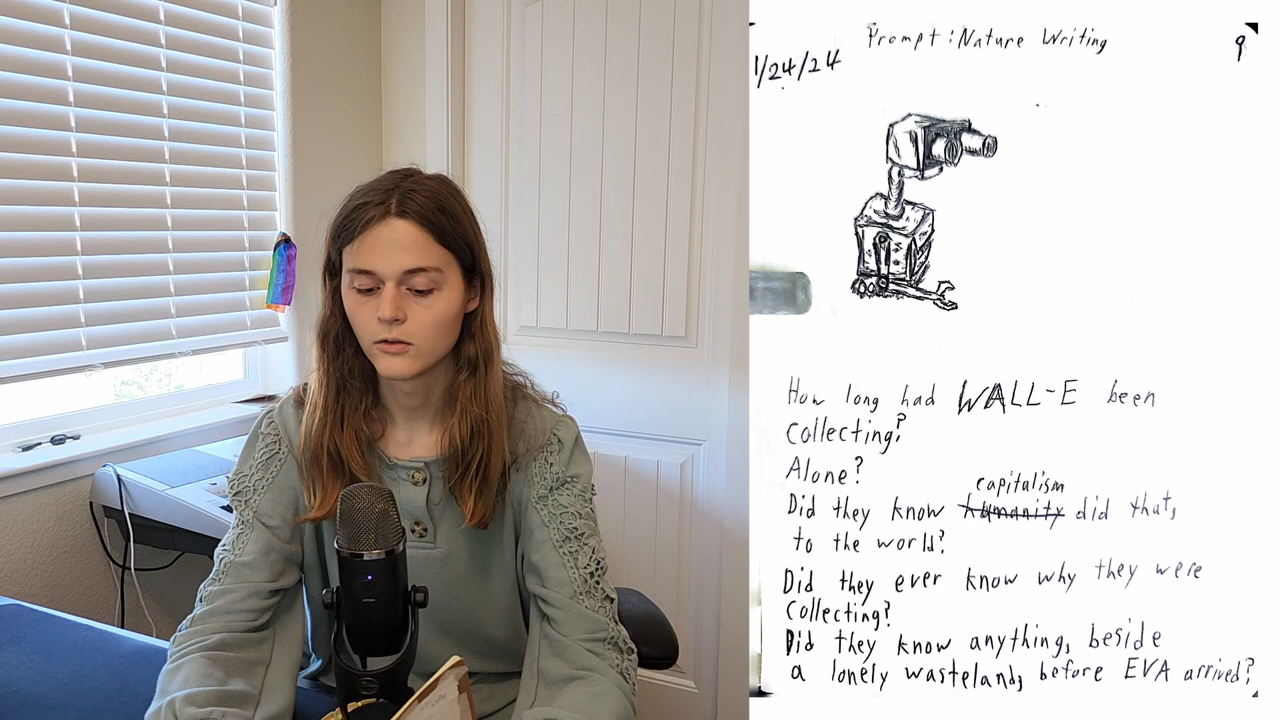 Prompt: Nature Writing
9
1/24/24
How long had WALL-E been
collecting?
Alone?
capitalism
Did they know humanity did that,
to the world?
Did they ever know why they were
collecting?
Did they know anything, beside
a lonely wasteland, before EVA arrived?